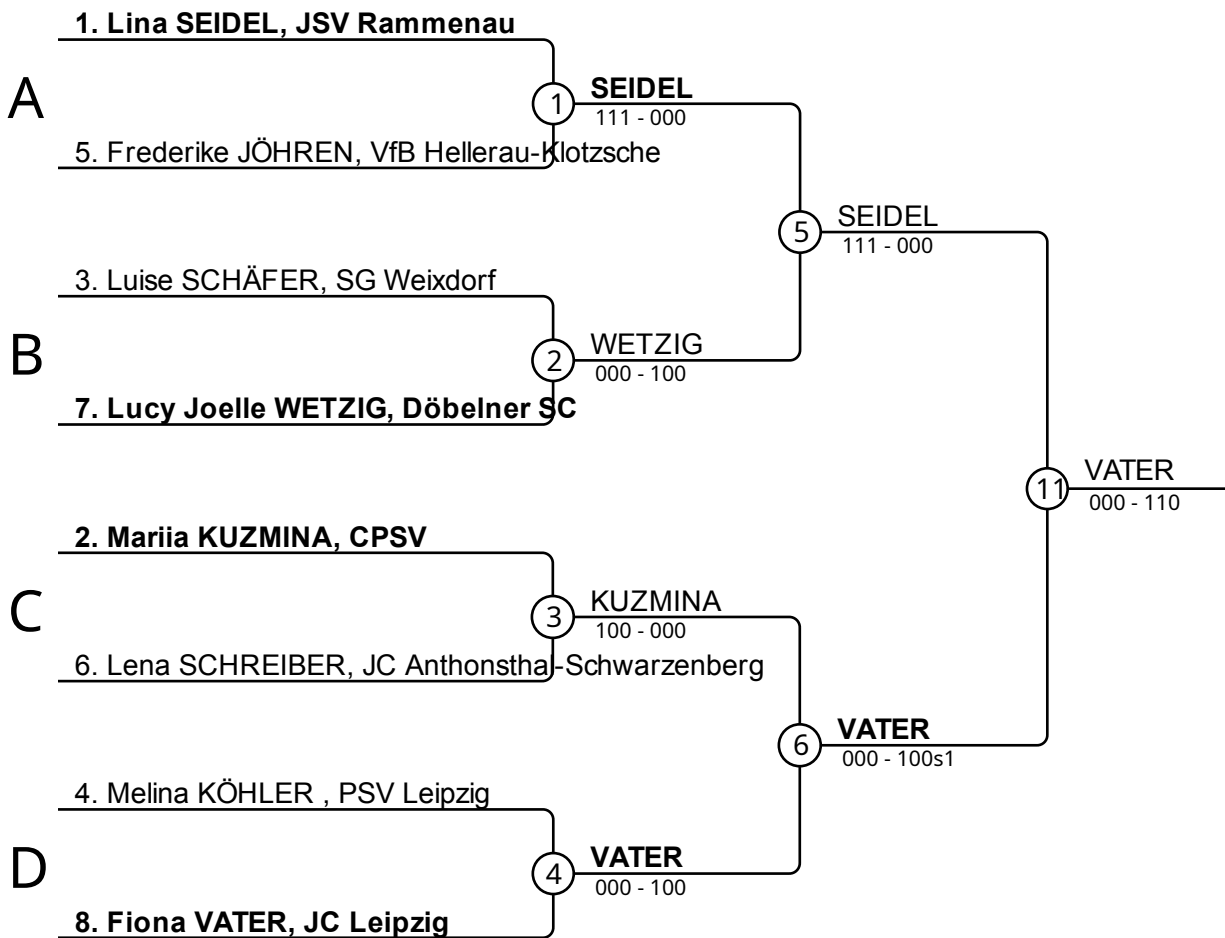 1. Lina SEIDEL, JSV Rammenau
A
1
SEIDEL
111 - 000
5. Frederike JÖHREN, VfB Hellerau-Klotzsche
5
SEIDEL
111 - 000
3. Luise SCHÄFER, SG Weixdorf
B
2
WETZIG
000 - 100
7. Lucy Joelle WETZIG, Döbelner SC
11
VATER
000 - 110
2. Mariia KUZMINA, CPSV
C
3
KUZMINA
100 - 000
6. Lena SCHREIBER, JC Anthonsthal-Schwarzenberg
6
VATER
000 - 100s1
4. Melina KÖHLER , PSV Leipzig
D
4
VATER
000 - 100
8. Fiona VATER, JC Leipzig